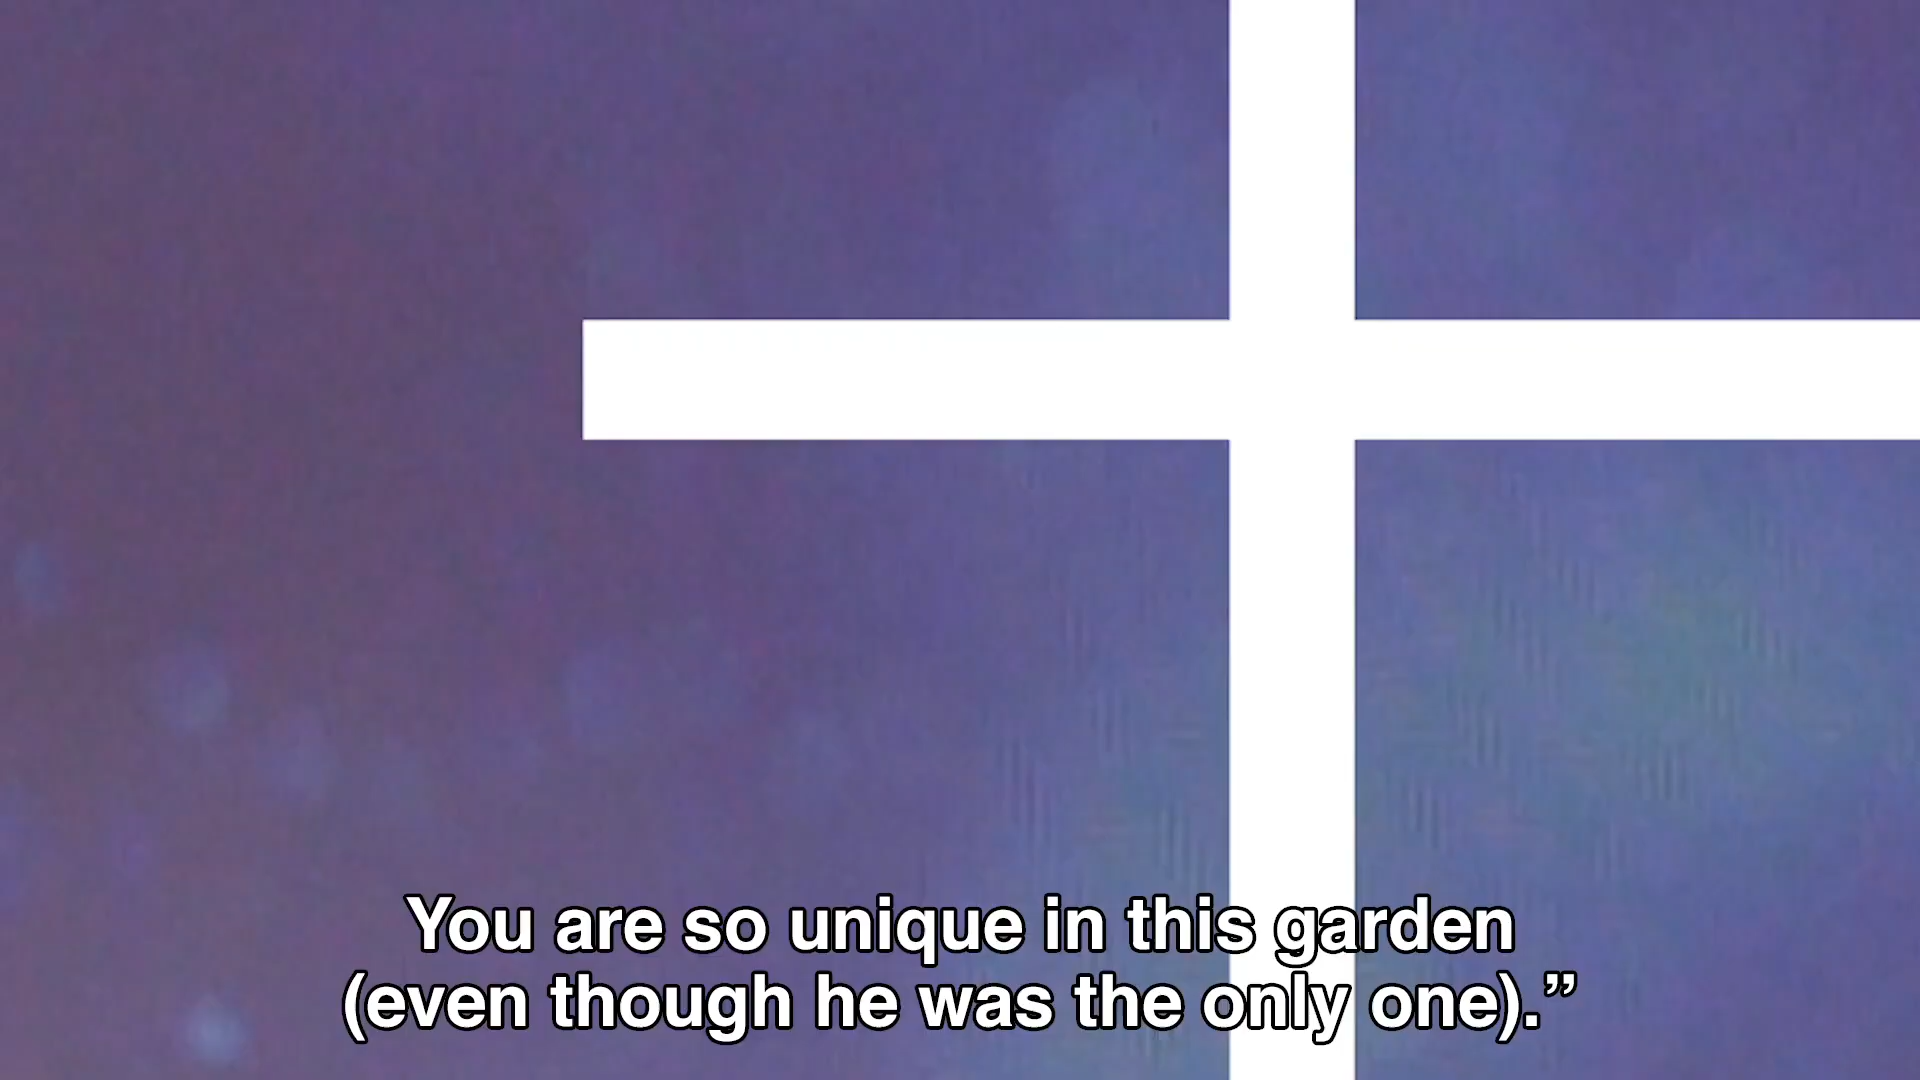 You are so unique in this garden
(even though he was the only one).”